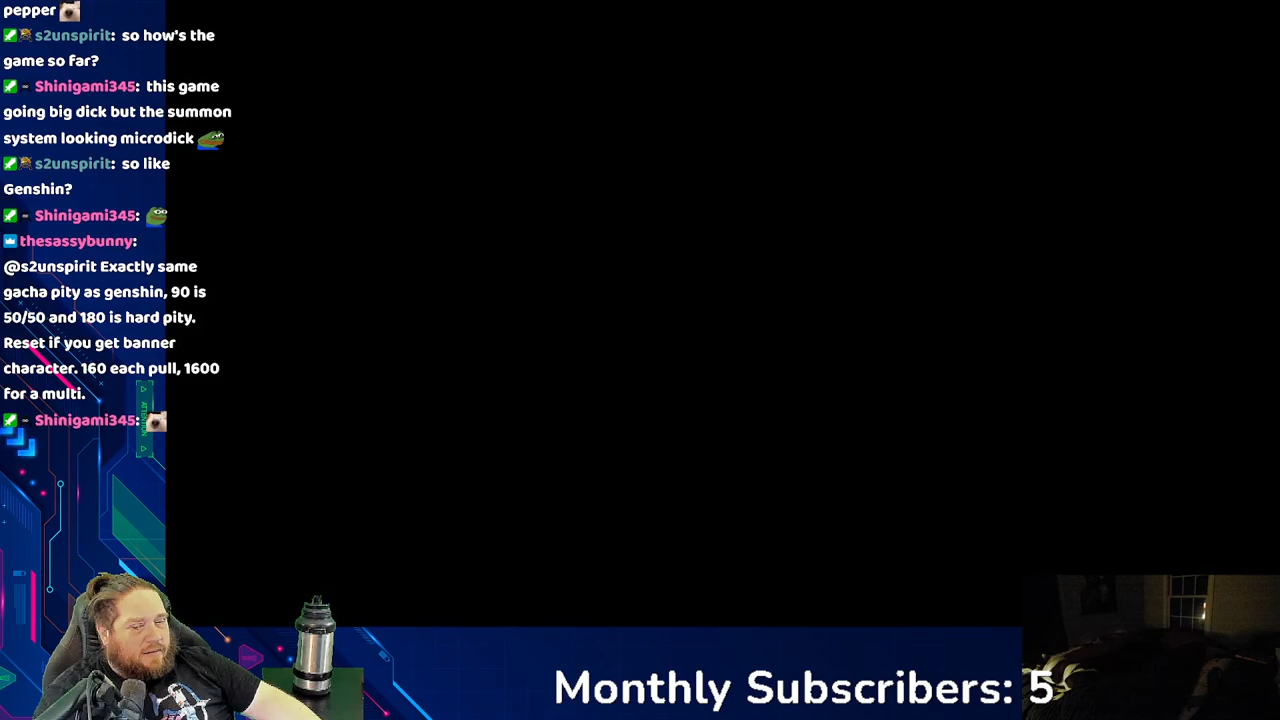 pepper
s2unspirit: so how's the
game so far?
Shinigami345: this game
going big dick but the summon
system looking microdick
s2unspirit: so like
Genshin?
Shinigami345:
thesassybunny:
@s2unspirit Exactly same
gacha pity as genshin, 90 is
50/50 and 180 is hard pity.
Reset if you get banner
character. 160 each pull, 1600
for a multi.
Shinigami345:
ATTENTION
Monthly Subscribers: 5